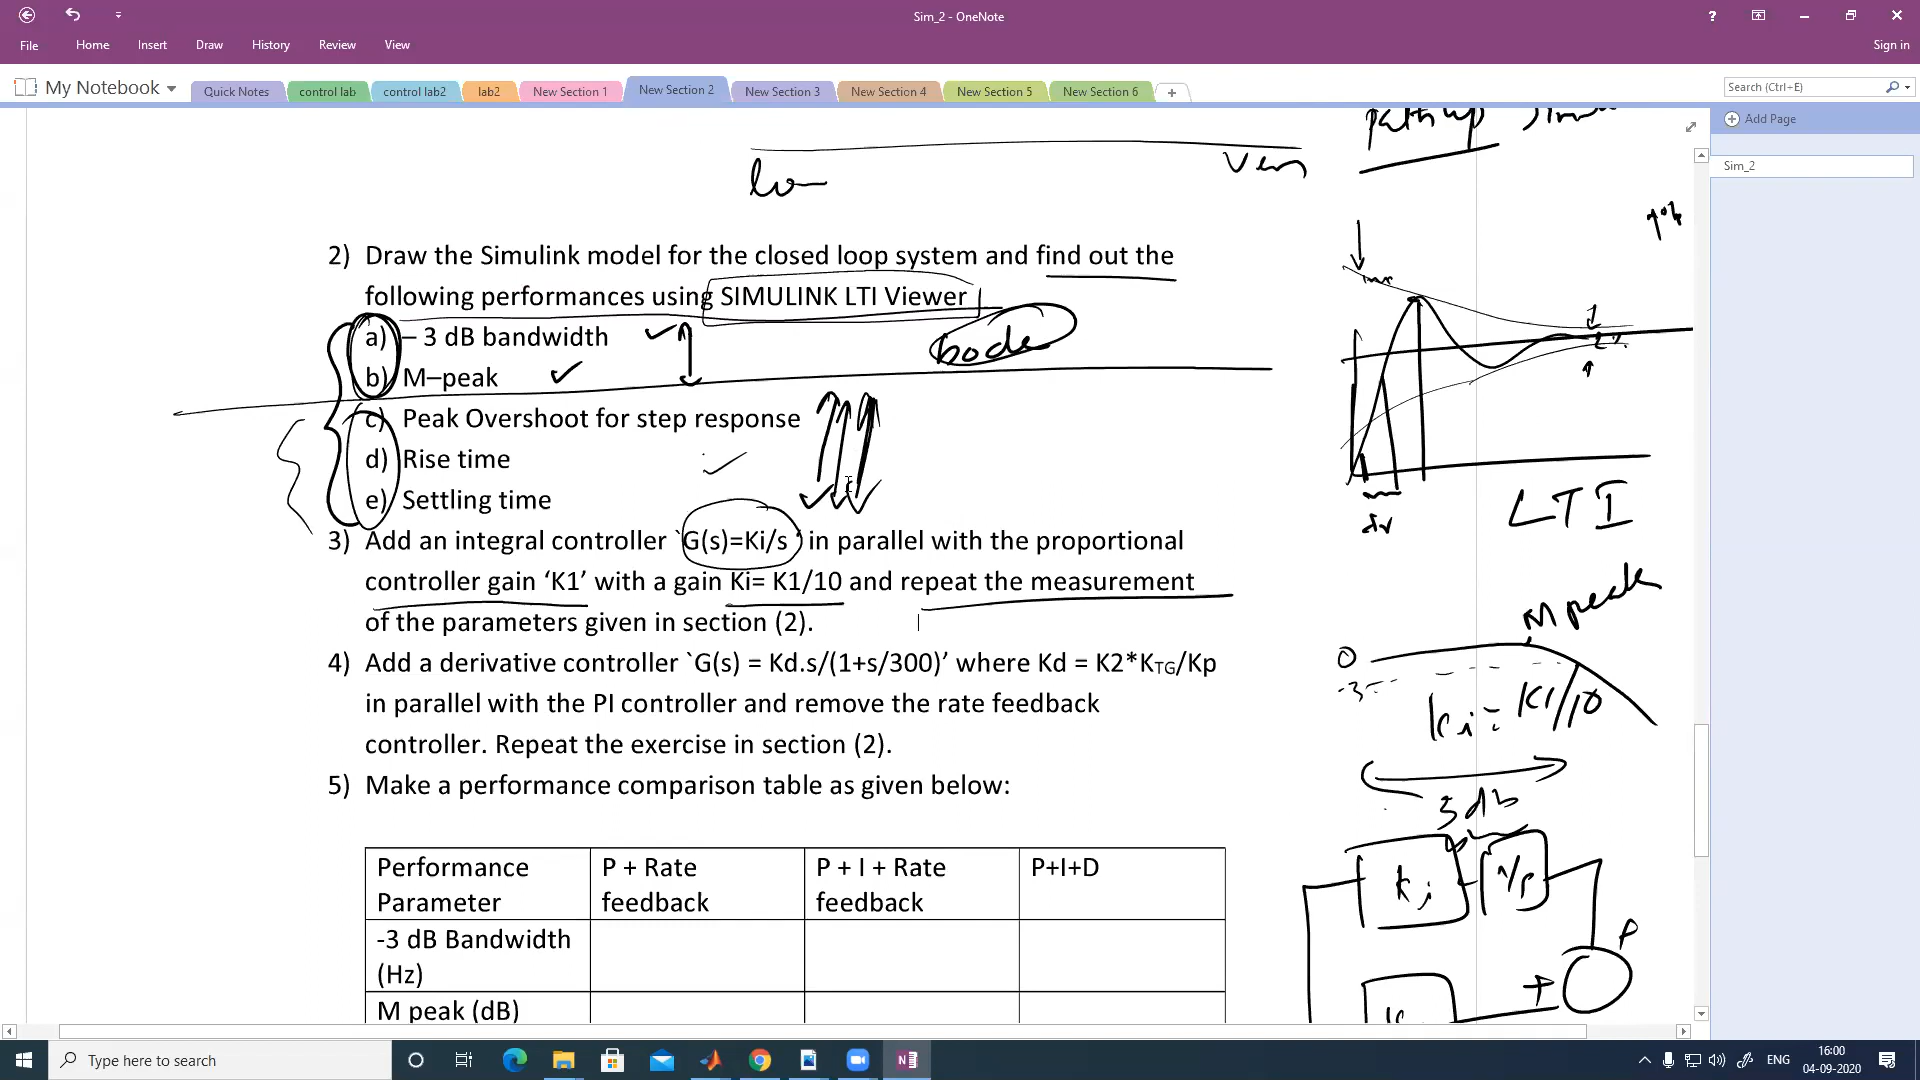 Sim_2 - OneNote
?
File
Home
Insert
Draw
History
Review
View
Sign in
My Notebook
Quick Notes
control lab
control lab2
lab2
New Section 1
New Section 2
New Section 3
New Section 4
New Section 5
New Section 6
+
Search (Ctrl+E)
Add Page
Sim_2
2) Draw the Simulink model for the closed loop system and find out the
following performances using SIMULINK LTI Viewer
a) – 3 dB bandwidth
bode
b) M–peak
c) Peak Overshoot for step response
d) Rise time
e) Settling time
LTI
3) Add an integral controller `G(s)=Ki/s ' in parallel with the proportional
controller gain ‘K1’ with a gain Ki= K1/10 and repeat the measurement
of the parameters given in section (2).
M peak
4) Add a derivative controller `G(s) = Kd.s/(1+s/300)’ where Kd = K2*KTG/Kp
in parallel with the PI controller and remove the rate feedback
controller. Repeat the exercise in section (2).
0
-3
ki = K1/10
3 db
5) Make a performance comparison table as given below:
Performance Parameter
P + Rate feedback
P + I + Rate feedback
P+I+D
-3 dB Bandwidth (Hz)
M peak (dB)
ki
P
+
Type here to search
ENG
16:00
04-09-2020